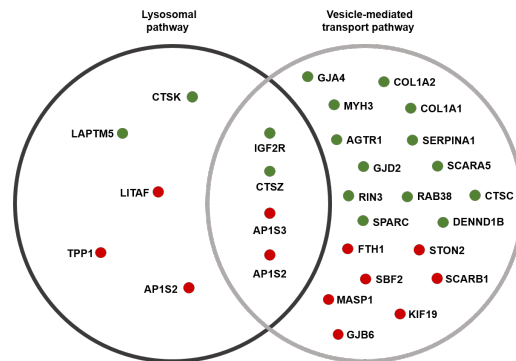 Lysosomal
pathway
Vesicle-mediated
transport pathway
GJA4
COL1A2
CTSK
MYH3
COL1A1
LAPTM5
IGF2R
AGTR1
SERPINA1
GJD2
SCARA5
CTSZ
LITAF
RIN3
RAB38
CTSC
AP1S3
SPARC
DENND1B
TPP1
FTH1
STON2
AP1S2
SBF2
SCARB1
AP1S2
MASP1
KIF19
GJB6